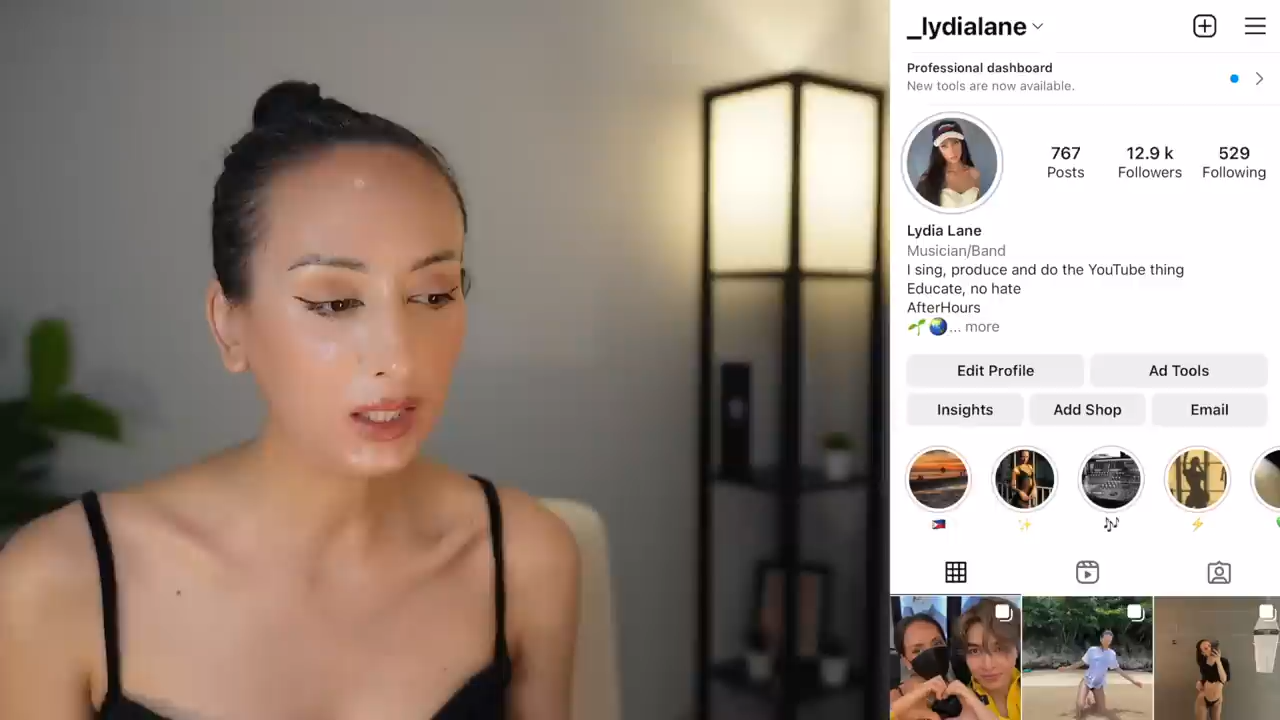 _lydialane
Professional dashboard
New tools are now available.
767
Posts
12.9 k
Followers
529
Following
Lydia Lane
Musician/Band
I sing, produce and do the YouTube thing
Educate, no hate
AfterHours
🌱 🌏... more
Edit Profile
Ad Tools
Insights
Add Shop
Email
🇵🇭
✨
🎶
⚡